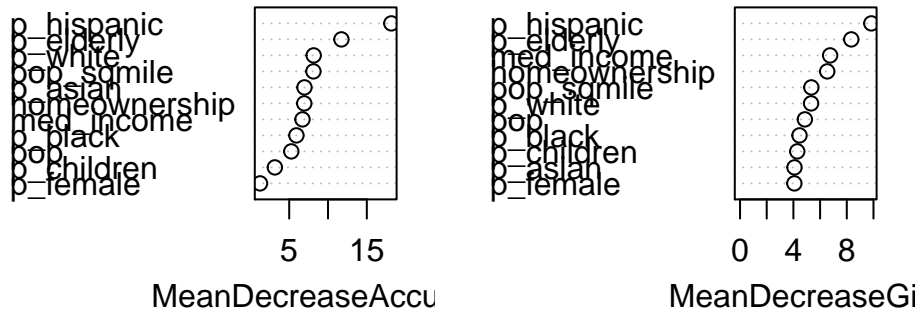 p_hispanic
p_elderly
p_white
pop_sqmile
p_asian
homeownership
med_income
p_black
pop
p_children
p_female
5 15
MeanDecreaseAccu
p_hispanic
p_elderly
med_income
homeownership
pop_sqmile
p_white
pop
p_black
p_children
p_asian
p_female
0 4 8
MeanDecreaseGi